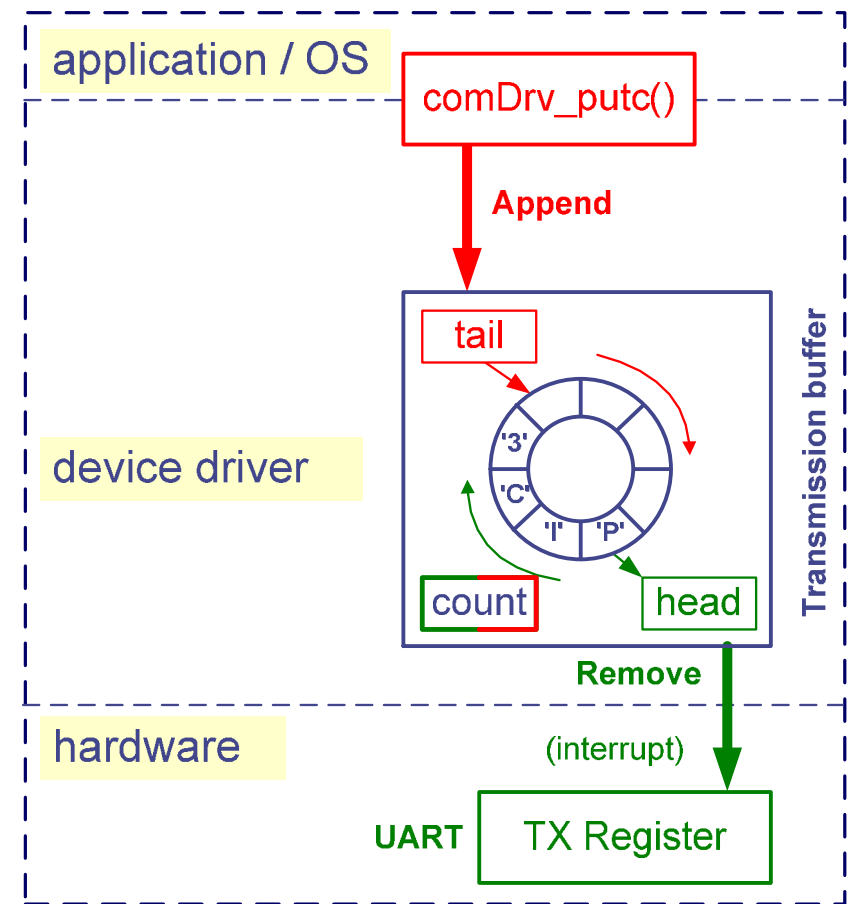 application / OS
comDrv_putc()
Append
tail
Transmission buffer
'3'
device driver
'C'
'I'
'P'
count
head
Remove
hardware
(interrupt)
UART
TX Register